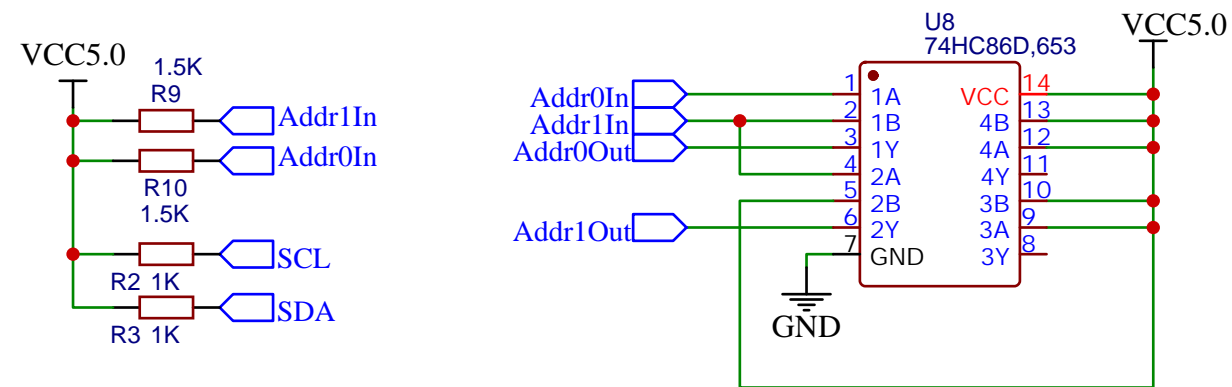 VCC5.0
1.5K
R9
Addr1In
Addr0In
R10
1.5K
SCL
R2 1K
SDA
R3 1K
U8
74HC86D,653
VCC5.0
Addr0In
Addr1In
Addr0Out
Addr1Out
1 1A VCC 14
2 1B 4B 13
3 1Y 4A 12
4 2A 4Y 11
5 2B 3B 10
6 2Y 3A 9
7 GND 3Y 8
GND